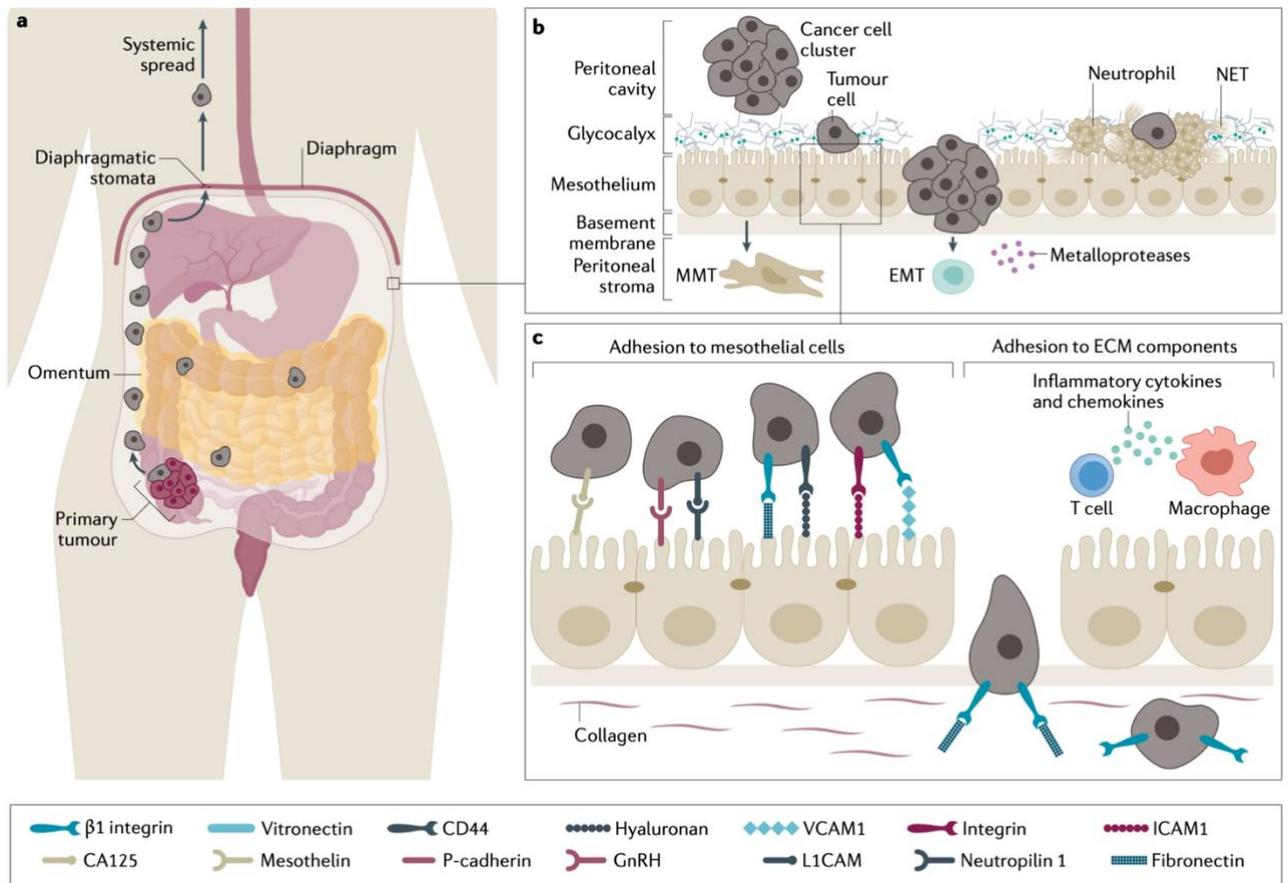 a
Systemic
spread
Diaphragmatic
stomata
Diaphragm
Omentum
Primary
tumour
b
Peritoneal
cavity
Glycocalyx
Mesothelium
Basement
membrane
Peritoneal
stroma
Cancer cell
cluster
Tumour
cell
Neutrophil
NET
MMT
EMT
Metalloproteases
c
Adhesion to mesothelial cells
Adhesion to ECM components
Inflammatory cytokines
and chemokines
T cell
Macrophage
Collagen
β1 integrin
Vitronectin
CD44
Hyaluronan
VCAM1
Integrin
ICAM1
CA125
Mesothelin
P-cadherin
GnRH
L1CAM
Neutropilin 1
Fibronectin